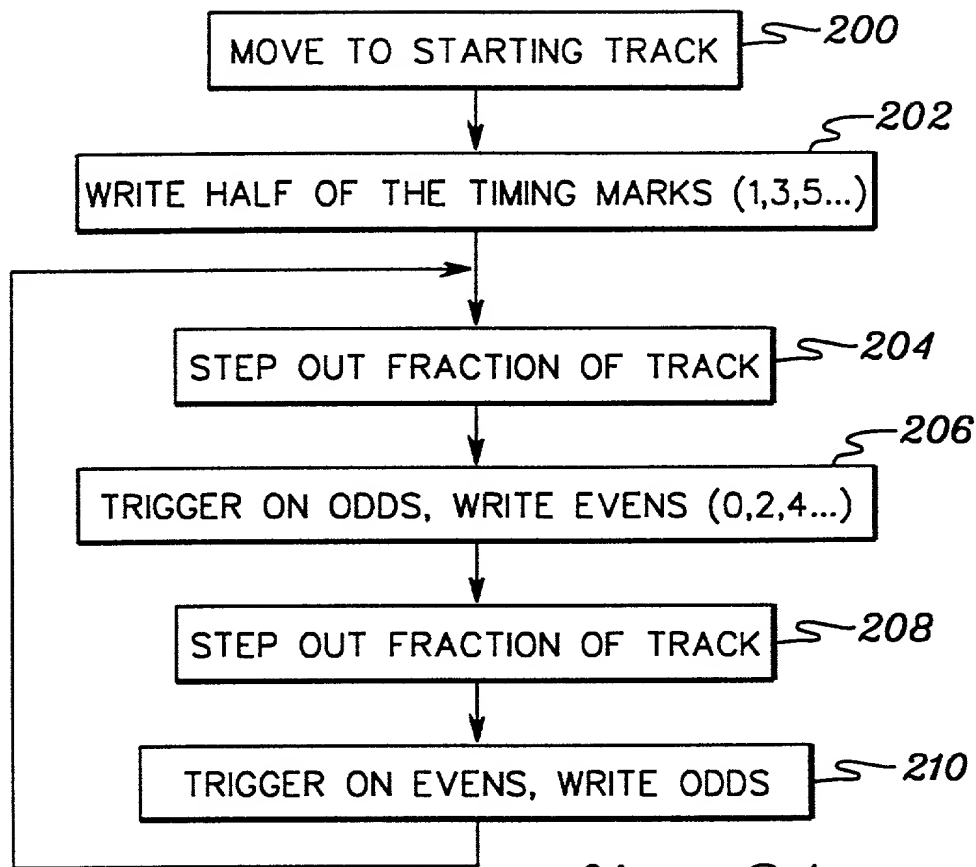 MOVE TO STARTING TRACK
200
WRITE HALF OF THE TIMING MARKS (1,3,5...)
202
STEP OUT FRACTION OF TRACK
204
TRIGGER ON ODDS, WRITE EVENS (0,2,4...)
206
STEP OUT FRACTION OF TRACK
208
TRIGGER ON EVENS, WRITE ODDS
210